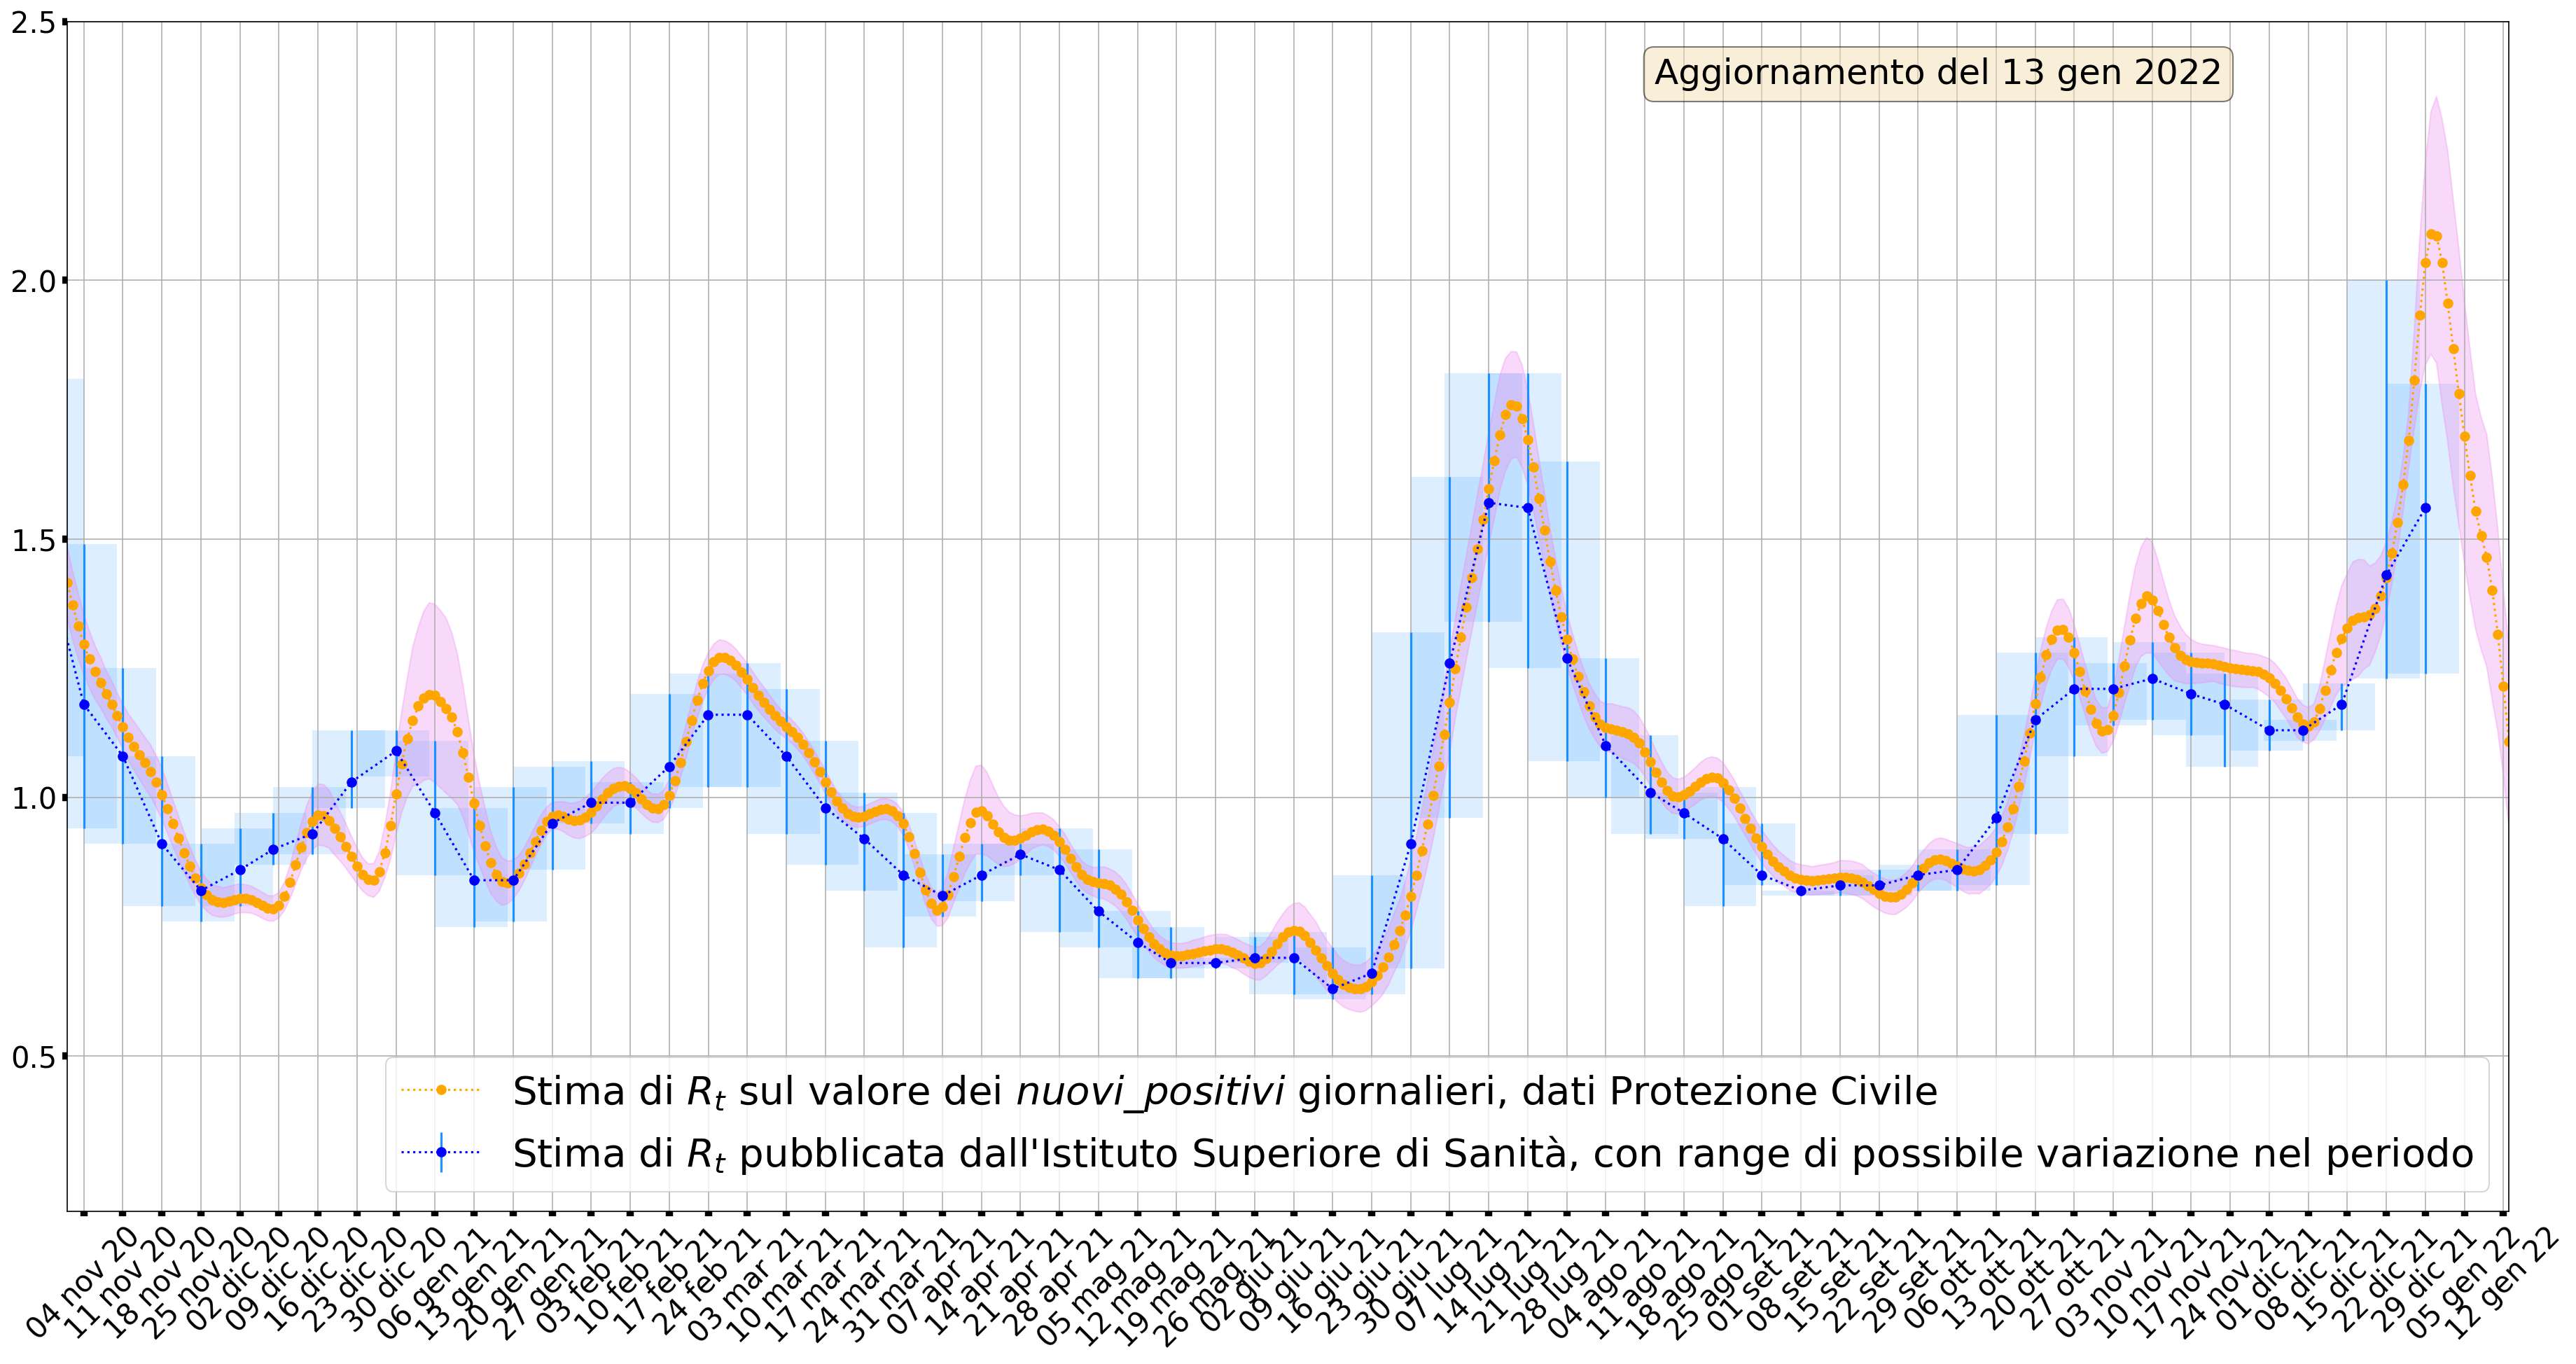 2.5
2.0
1.5
1.0
0.5
Aggiornamento del 13 gen 2022
Stima di Rt sul valore dei nuovi_positivi giornalieri, dati Protezione Civile
Stima di Rt pubblicata dall'Istituto Superiore di Sanità, con range di possibile variazione nel periodo
04 nov 20
11 nov 20
18 nov 20
25 nov 20
02 dic 20
09 dic 20
16 dic 20
23 dic 20
30 dic 20
06 gen 21
13 gen 21
20 gen 21
27 gen 21
03 feb 21
10 feb 21
17 feb 21
24 feb 21
03 mar 21
10 mar 21
17 mar 21
24 mar 21
31 mar 21
07 apr 21
14 apr 21
21 apr 21
28 apr 21
05 mag 21
12 mag 21
19 mag 21
26 mag 21
02 giu 21
09 giu 21
16 giu 21
23 giu 21
30 giu 21
07 lug 21
14 lug 21
21 lug 21
28 lug 21
04 ago 21
11 ago 21
18 ago 21
25 ago 21
01 set 21
08 set 21
15 set 21
22 set 21
29 set 21
06 ott 21
13 ott 21
20 ott 21
27 ott 21
03 nov 21
10 nov 21
17 nov 21
24 nov 21
01 dic 21
08 dic 21
15 dic 21
22 dic 21
29 dic 21
05 gen 22
12 gen 22